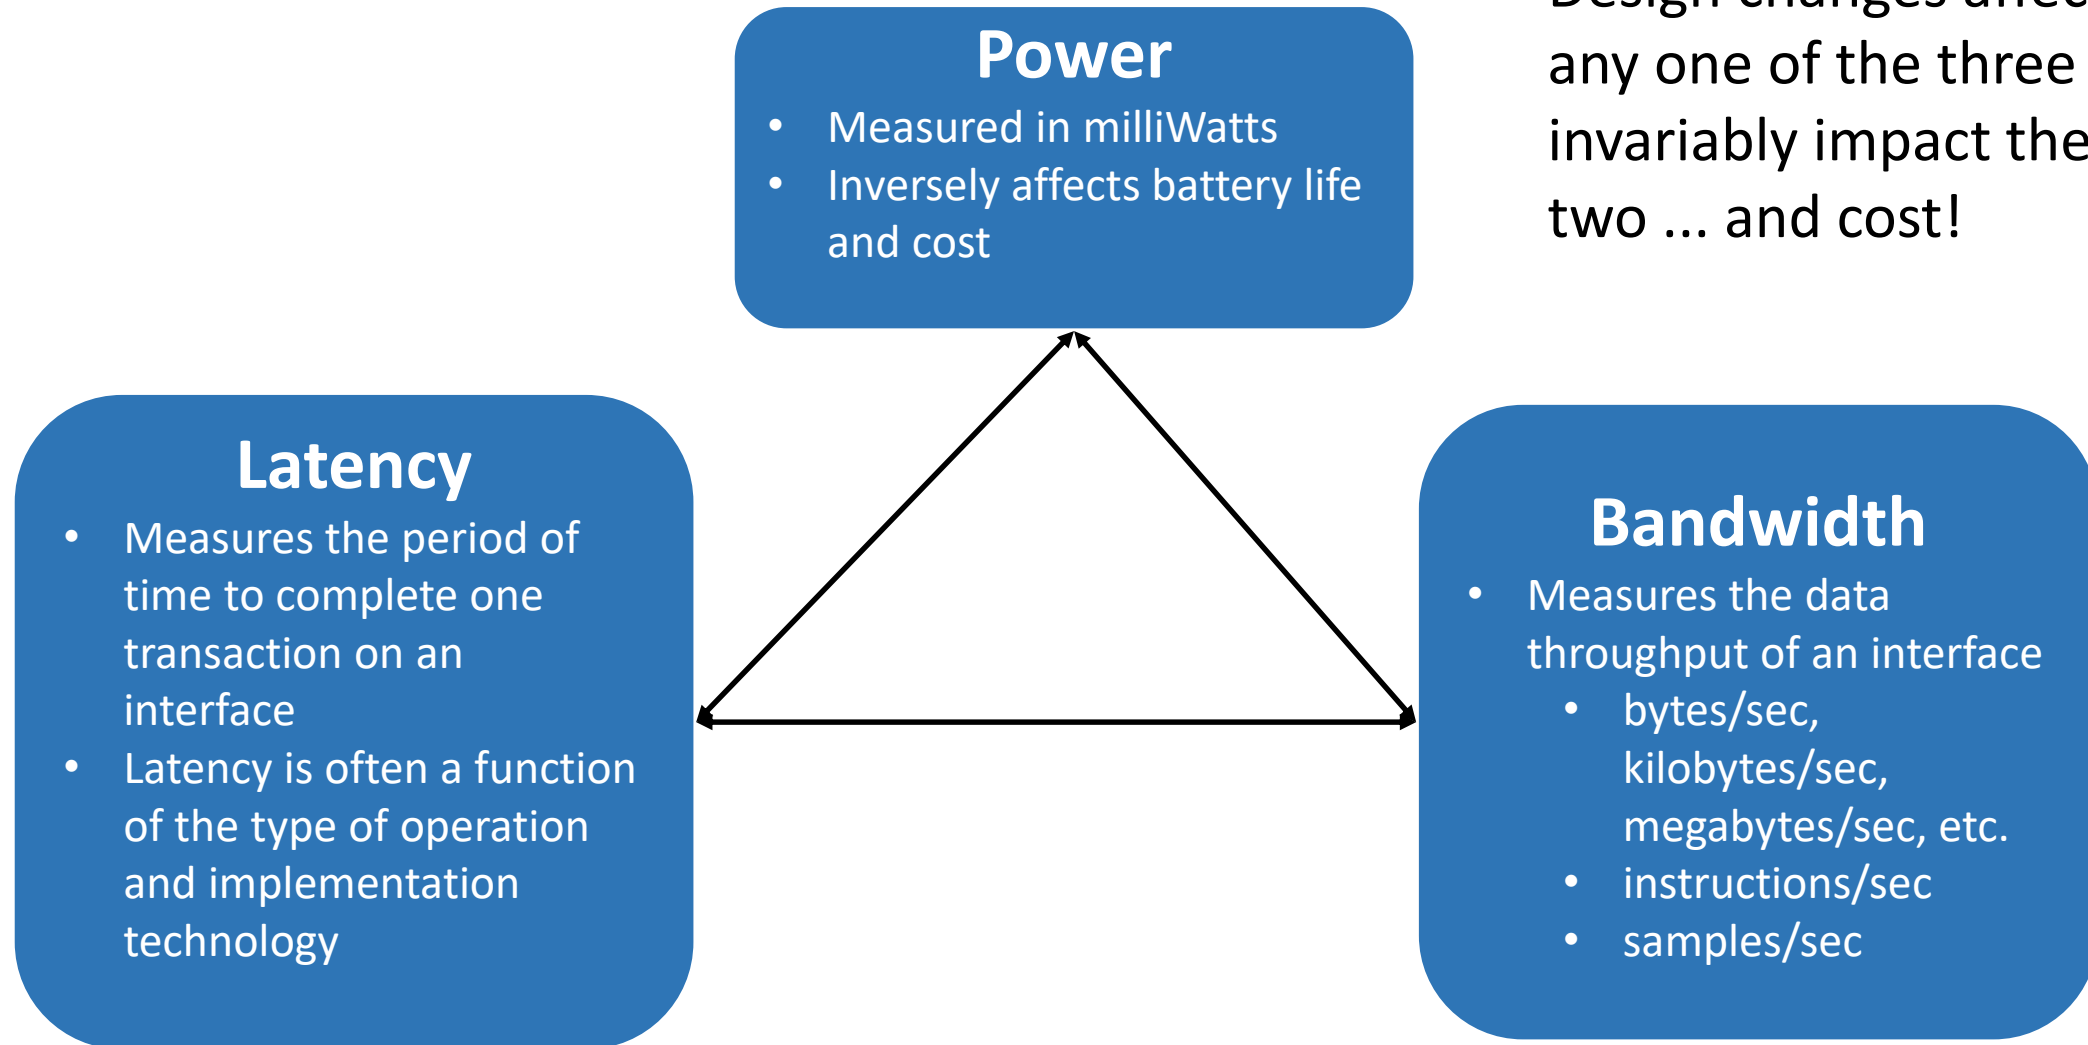 Power
• Measured in milliWatts
• Inversely affects battery life
and cost
Design changes affec
any one of the three
invariably impact the
two ... and cost!
Latency
• Measures the period of
time to complete one
transaction on an
interface
• Latency is often a function
of the type of operation
and implementation
technology
Bandwidth
• Measures the data
throughput of an interface
• bytes/sec,
kilobytes/sec,
megabytes/sec, etc.
• instructions/sec
• samples/sec